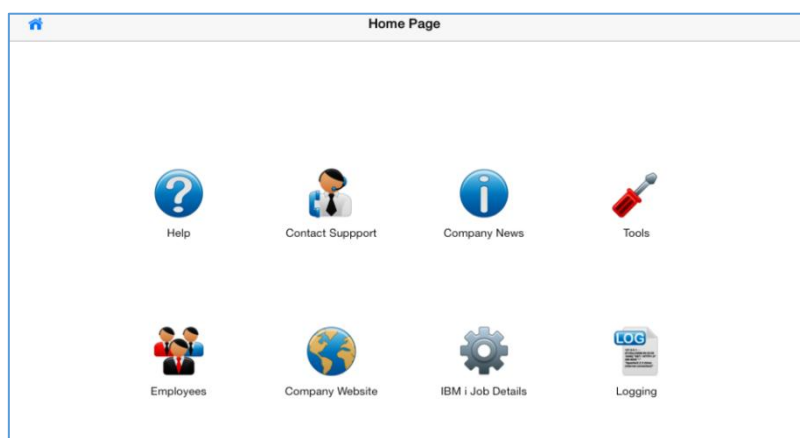 Home Page
Help Contact Suppport Company News Tools
LOG
Employees Company Website IBM i Job Details Logging